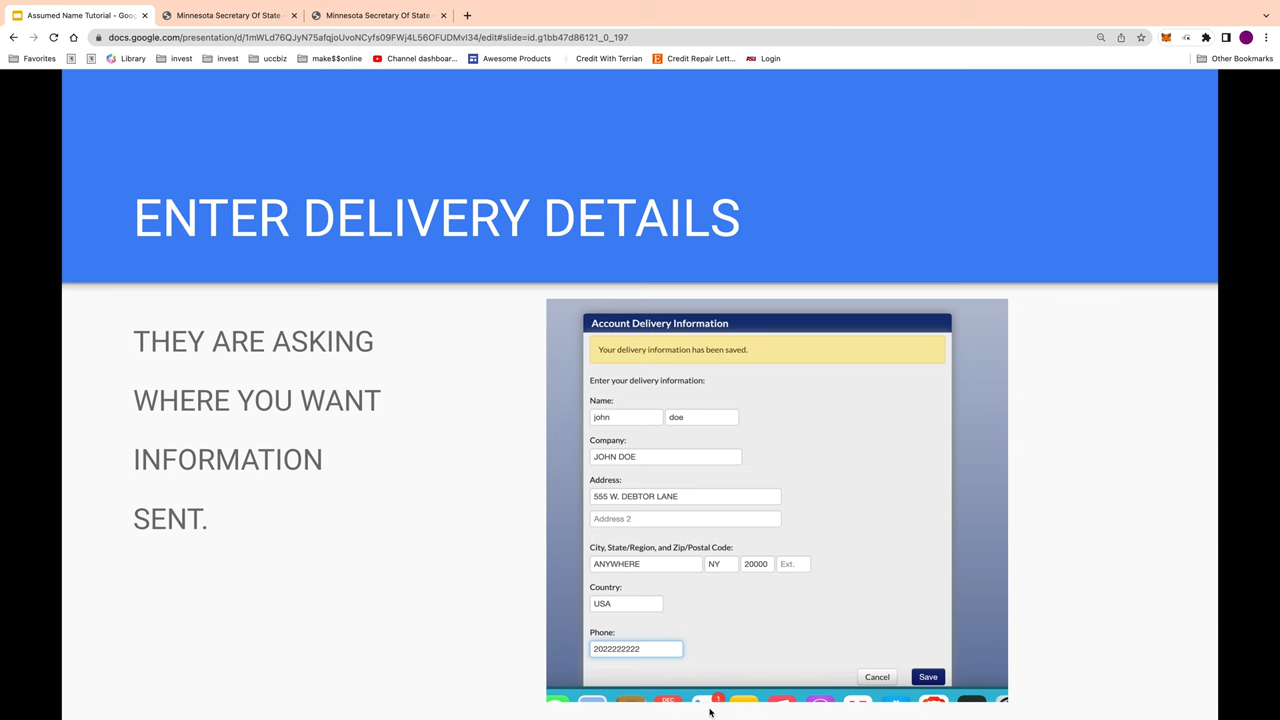 Assumed Name Tutorial - Goo
Minnesota Secretary Of State -
Minnesota Secretary Of State -
docs.google.com/presentation/d/1mWLd76QJyN75afqjoUvoNCyfs09FWj4L56OFUDMvI34/edit#slide=id.g1bb47d86121_0_197
Favorites
Library
invest
invest
uccbiz
make$$online
Channel dashboar...
Awesome Products
Credit With Terrian
Credit Repair Lett...
Login
Other Bookmarks
ENTER DELIVERY DETAILS
THEY ARE ASKING
WHERE YOU WANT
INFORMATION
SENT.
Account Delivery Information
Your delivery information has been saved.
Enter your delivery information:
Name:
john doe
Company:
JOHN DOE
Address:
555 W. DEBTOR LANE
Address 2
City, State/Region, and Zip/Postal Code:
ANYWHERE NY 20000 Ext.
Country:
USA
Phone:
2022222222
Cancel Save
DEC 1